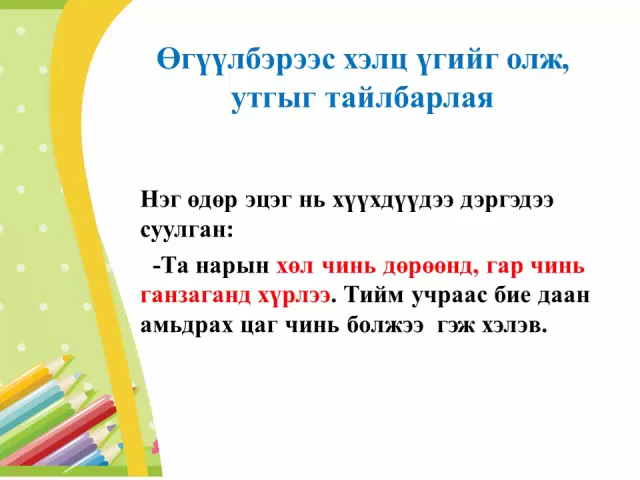 Өгүүлбэрээс хэлц үгийг олж,
утгыг тайлбарлая
Нэг өдөр эцэг нь хүүхдүүдээ дэргэдээ
суулган:
-Та нарын хөл чинь дөрөөнд, гар чинь
ганзаганд хүрлээ. Тийм учраас бие даан
амьдрах цаг чинь болжээ гэж хэлэв.